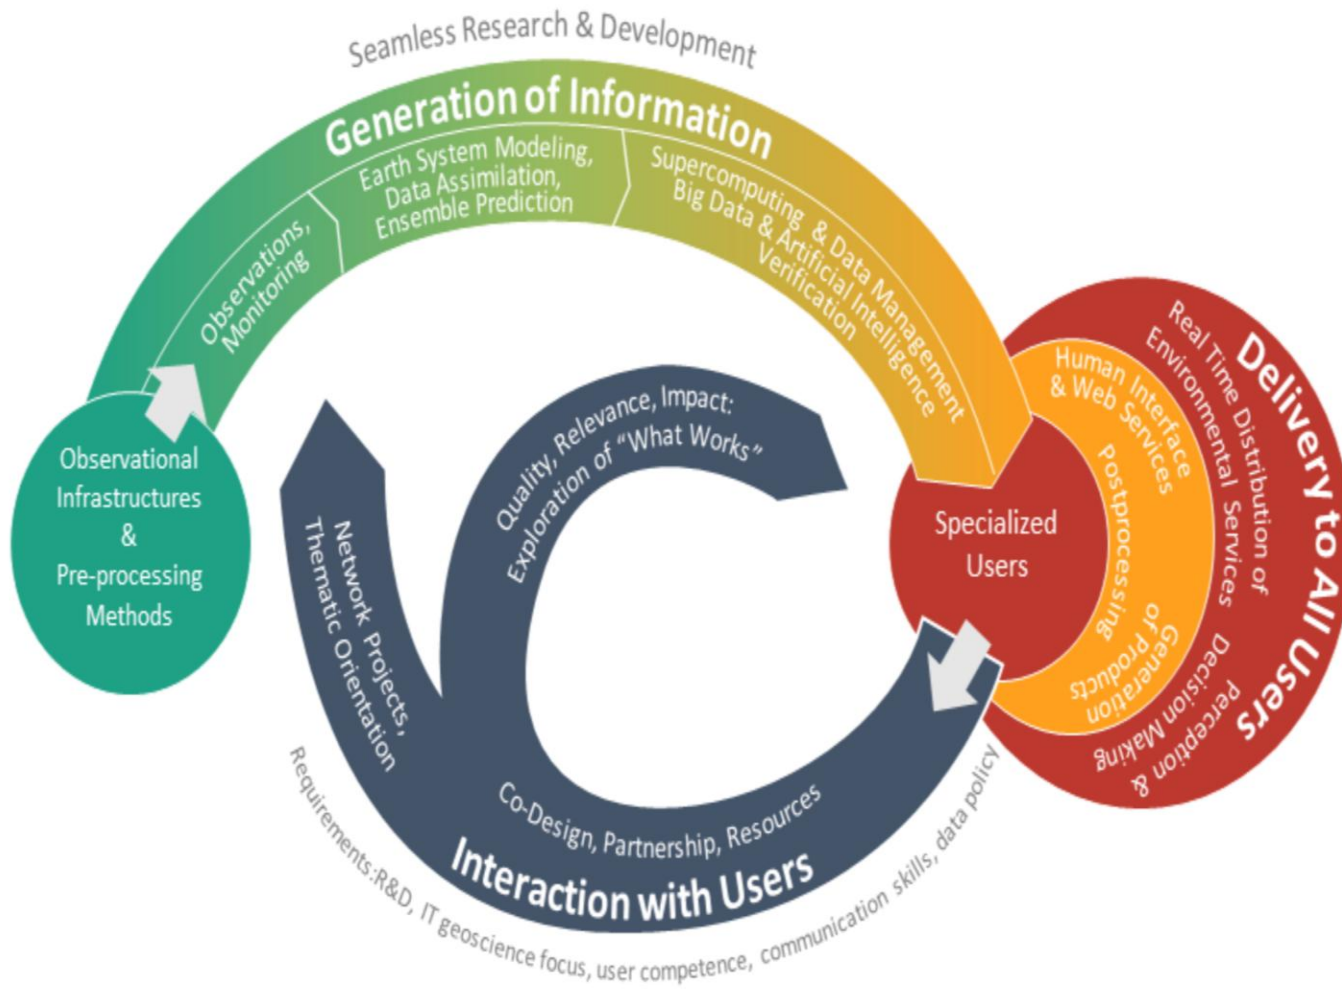 Seamless Research & Development
Generation of Information
Observations,
Monitoring
Earth System Modeling,
Data Assimilation,
Ensemble Prediction
Supercomputing & Data Management
Big Data & Artificial Intelligence
Verification
Observational
Infrastructures
&
Pre-processing
Methods
Specialized
Users
Human Interface
& Web Services
Postprocessing
Generation
of Products
Real Time Distribution of
Environmental Services
Perception &
Decision Making
Delivery to All Users
Quality, Relevance, Impact:
Exploration of “What Works”
Network Projects,
Thematic Orientation
Co-Design, Partnership, Resources
Interaction with Users
Requirements:R&D, IT geoscience focus, user competence, communication skills, data policy